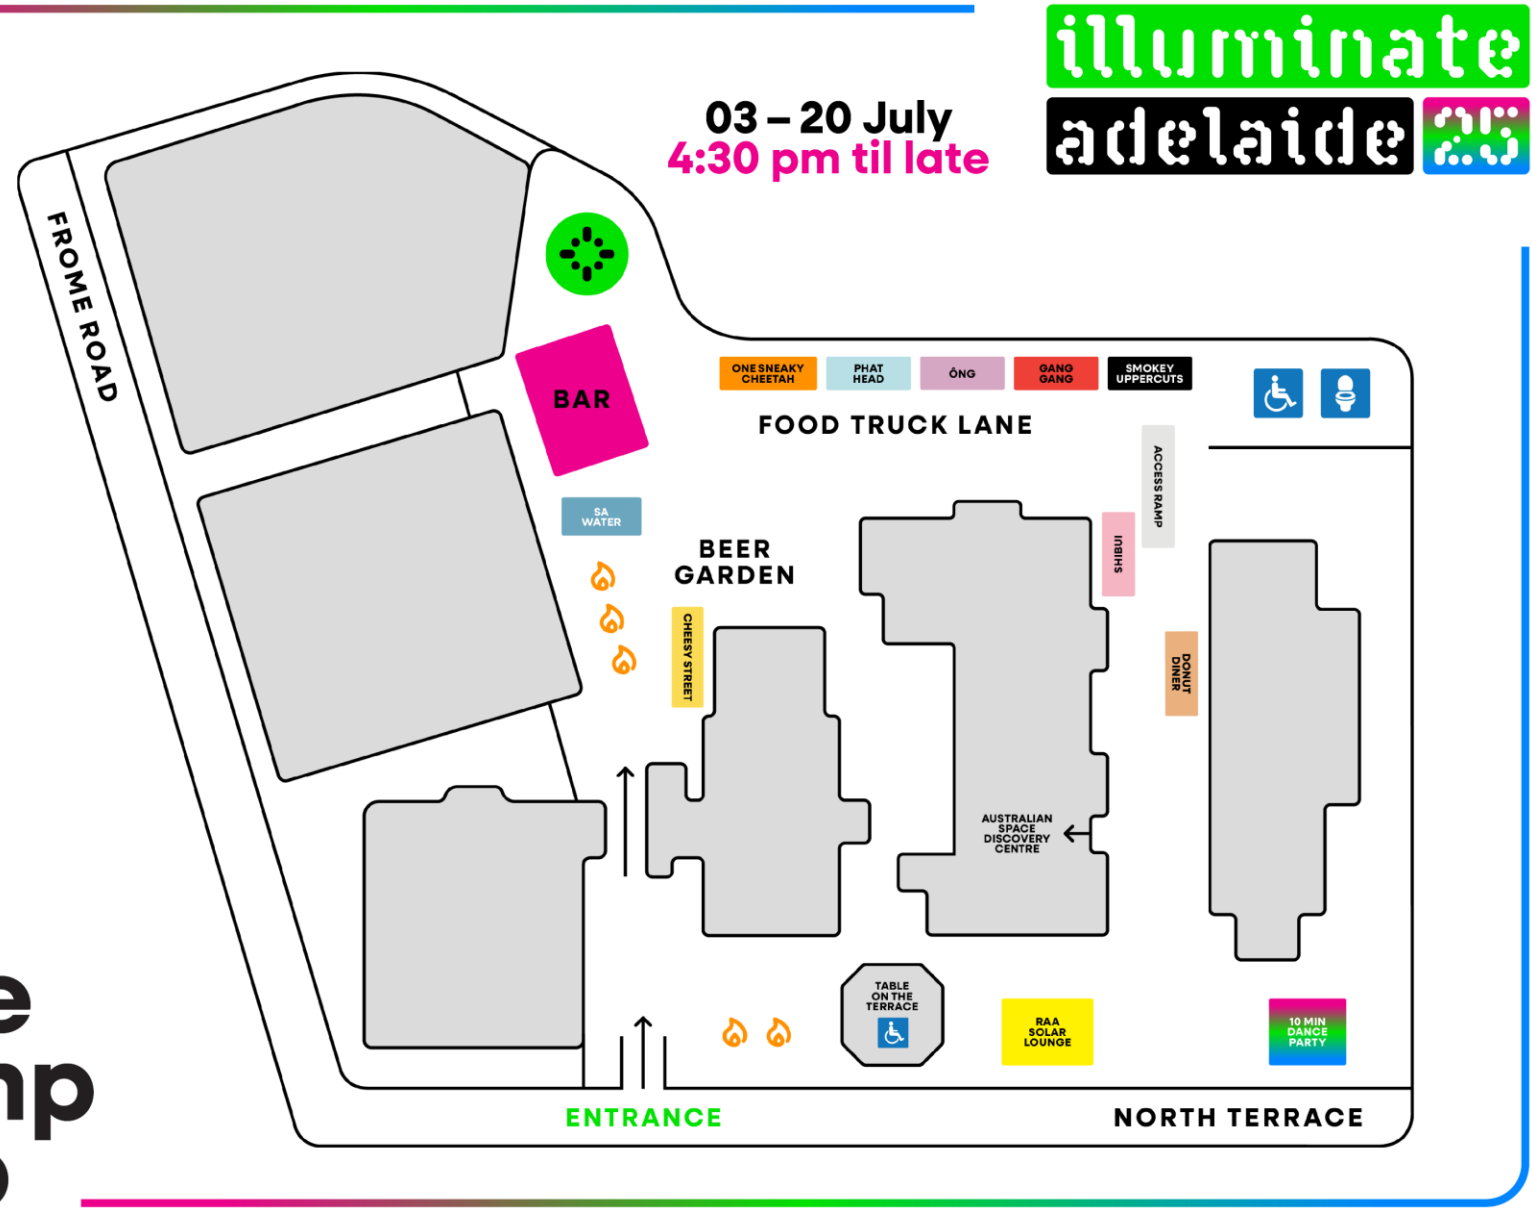 illuminate
adelaide 25
03 – 20 July
4:30 pm til late
FROME ROAD
BAR
ONE SNEAKY
CHEETAH
PHAT
HEAD
ÔNG
GANG
GANG
SMOKEY
UPPERCUTS
FOOD TRUCK LANE
ACCESS RAMP
SA
WATER
SHIBUI
BEER
GARDEN
CHEESY STREET
DONUT
DINER
AUSTRALIAN
SPACE
DISCOVERY
CENTRE
TABLE
ON THE
TERRACE
RAA
SOLAR
LOUNGE
10 MIN
DANCE
PARTY
ENTRANCE
NORTH TERRACE